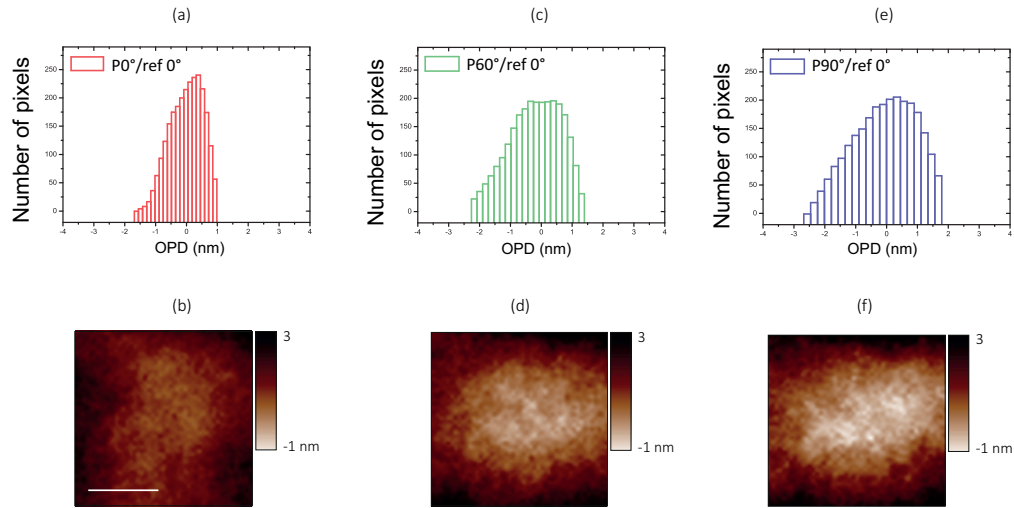 (a)
Number of pixels
P0°/ref 0°
250
200
150
100
50
0
-4 -3 -2 -1 0 1 2 3 4
OPD (nm)
(c)
Number of pixels
P60°/ref 0°
250
200
150
100
50
0
-4 -3 -2 -1 0 1 2 3 4
OPD (nm)
(e)
Number of pixels
P90°/ref 0°
200
150
100
50
0
-4 -3 -2 -1 0 1 2 3 4
OPD (nm)
(b)
3
-1 nm
(d)
3
-1 nm
(f)
3
-1 nm